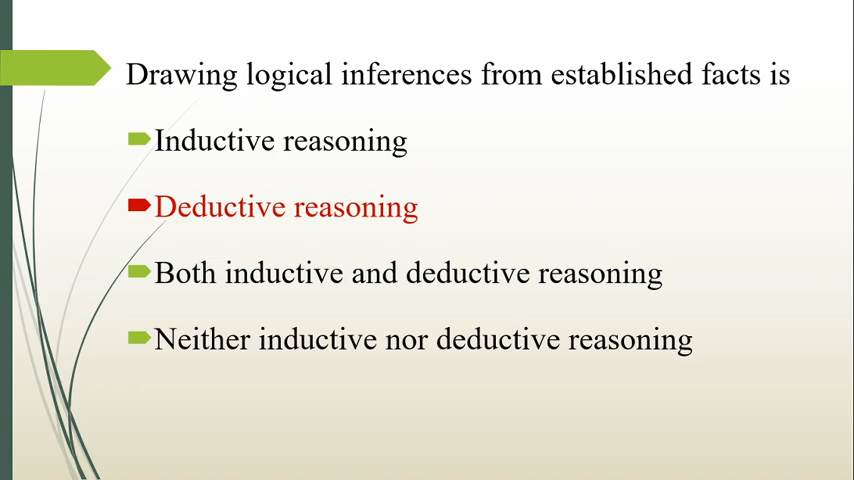 Drawing logical inferences from established facts is
Inductive reasoning
Deductive reasoning
Both inductive and deductive reasoning
Neither inductive nor deductive reasoning